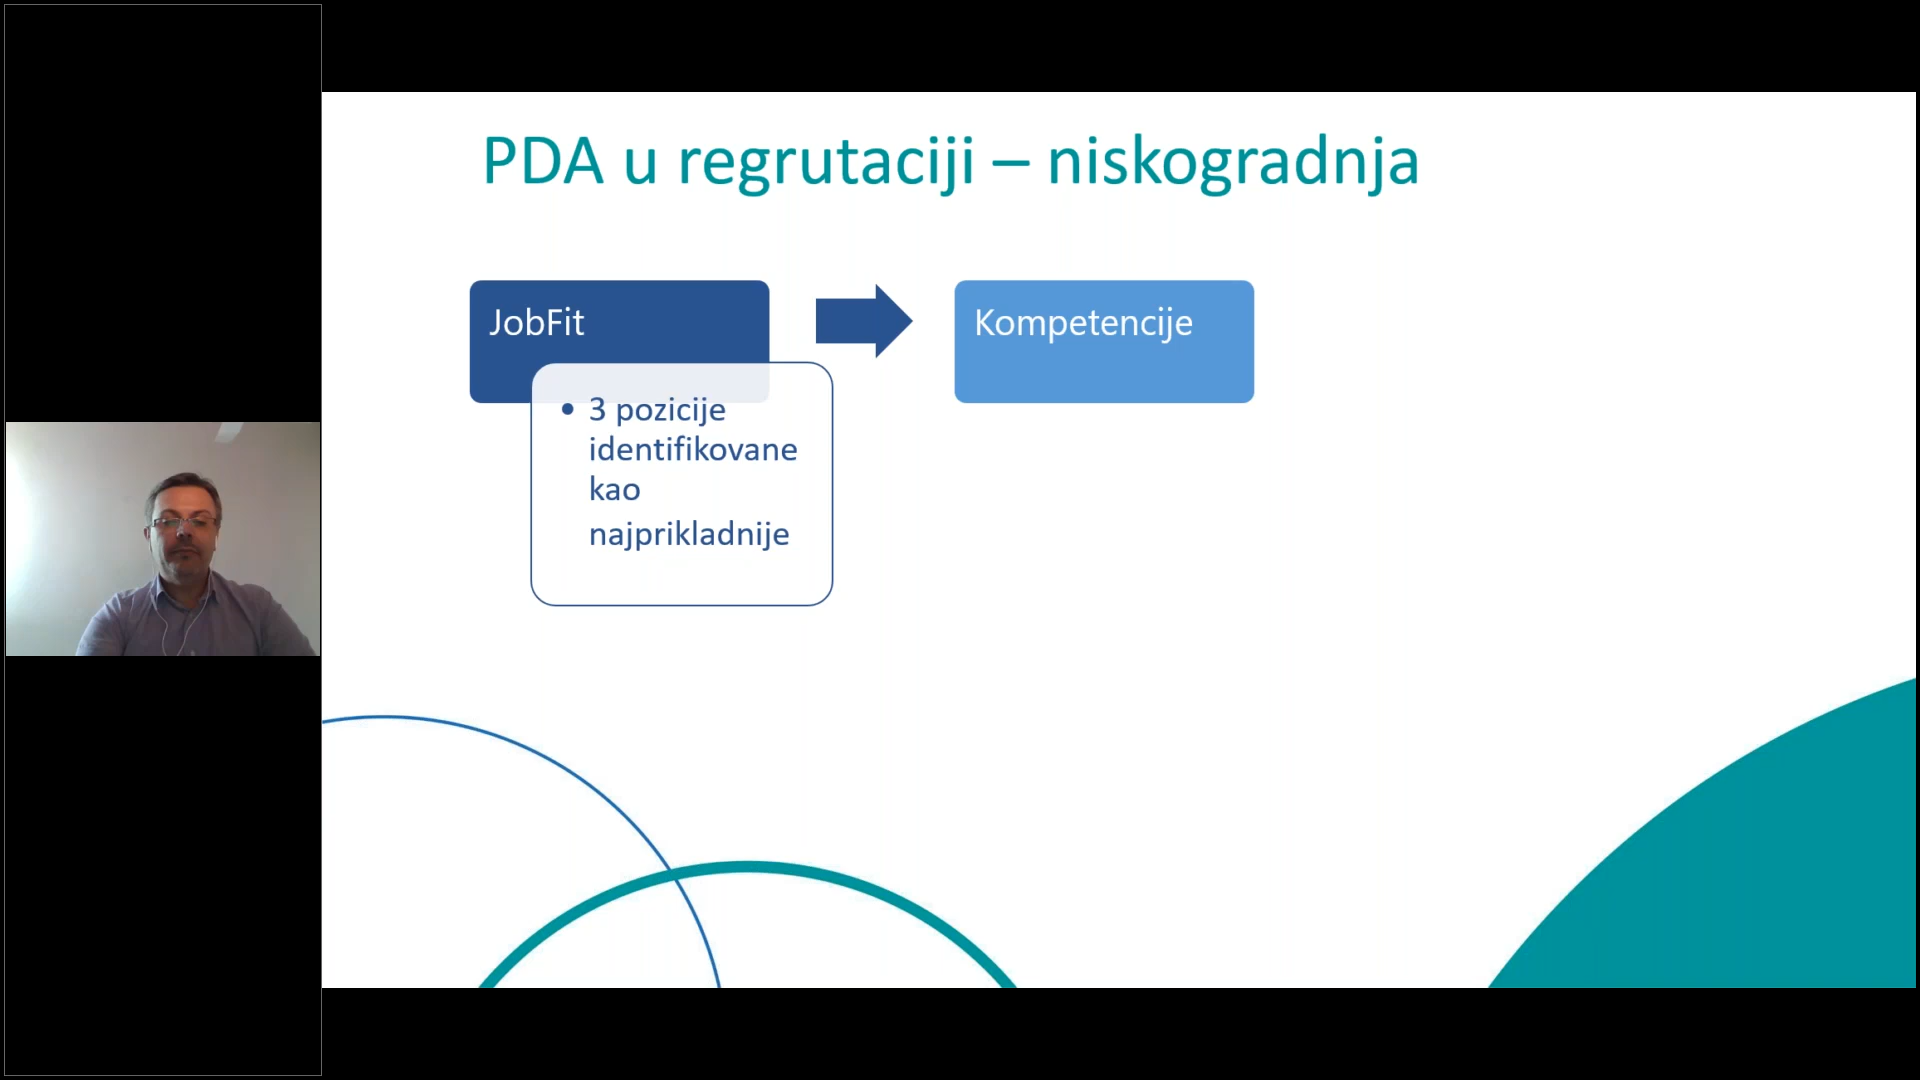 PDA u regrutaciji – niskogradnja
JobFit
• 3 pozicije
identifikovane
kao
najprikladnije
Kompetencije